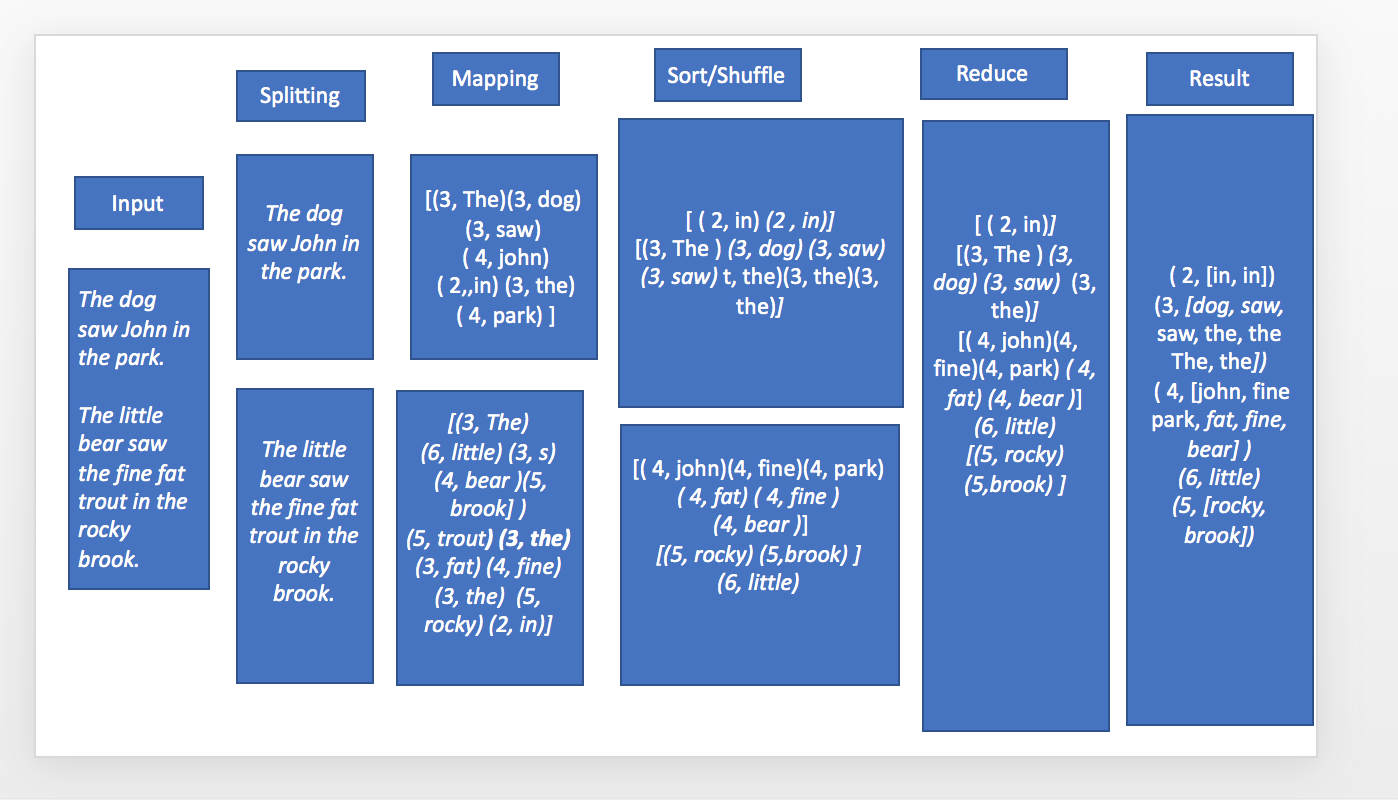 Input
The dog
saw John in
the park.
The little
bear saw
the fine fat
trout in the
rocky
brook.
Splitting
The dog
saw John in
the park.
The little
bear saw
the fine fat
trout in the
rocky
brook.
Mapping
[(3, The)(3, dog)
(3, saw)
( 4, john)
( 2,,in) (3, the)
( 4, park) ]
[(3, The)
(6, little) (3, s)
(4, bear )(5,
brook] )
(5, trout) (3, the)
(3, fat) (4, fine)
(3, the) (5,
rocky) (2, in)]
Sort/Shuffle
[ ( 2, in) (2 , in)]
[(3, The ) (3, dog) (3, saw)
(3, saw) t, the)(3, the)(3,
the)]
[( 4, john)(4, fine)(4, park)
( 4, fat) ( 4, fine )
(4, bear )]
[(5, rocky) (5,brook) ]
(6, little)
Reduce
[ ( 2, in)]
[(3, The ) (3,
dog) (3, saw) (3,
the)]
[( 4, john)(4,
fine)(4, park) ( 4,
fat) (4, bear )]
(6, little)
[(5, rocky)
(5,brook) ]
Result
( 2, [in, in])
(3, [dog, saw,
saw, the, the
The, the])
( 4, [john, fine
park, fat, fine,
bear] )
(6, little)
(5, [rocky,
brook])